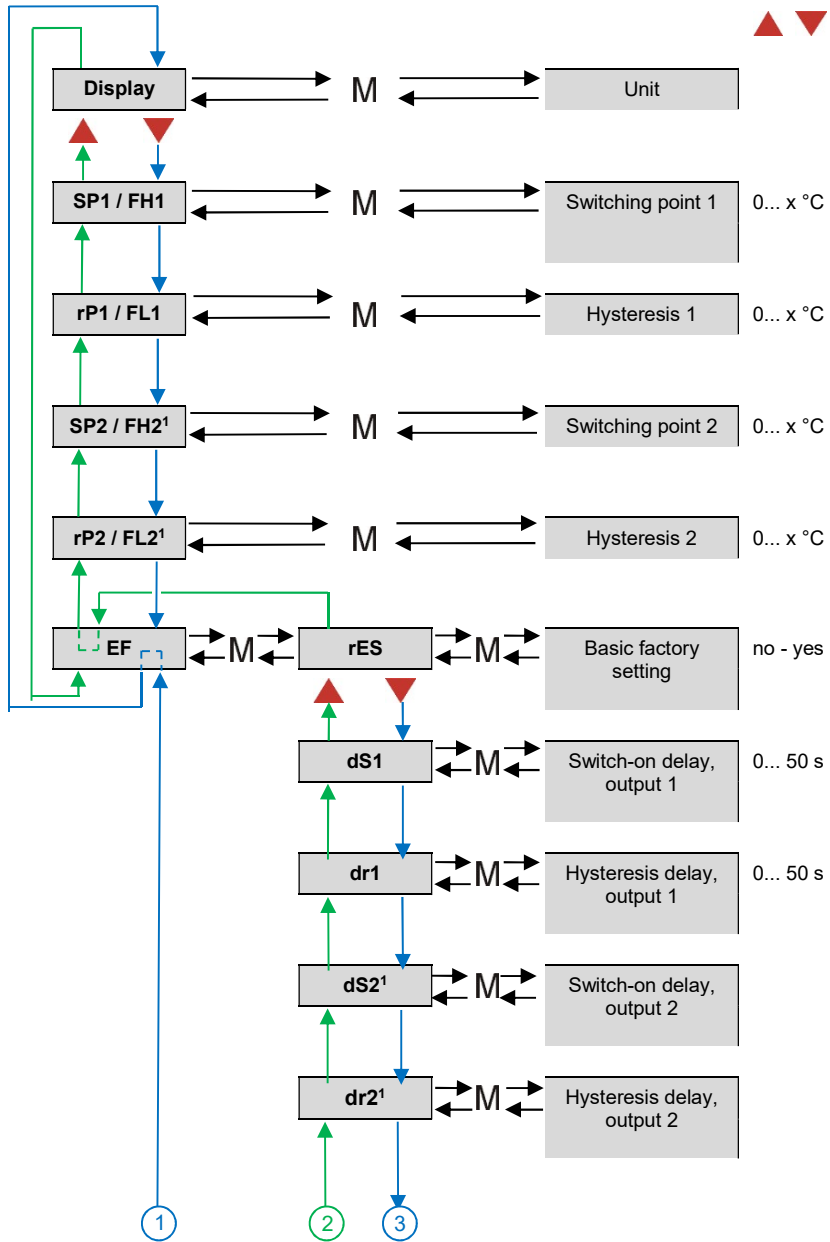 Display M Unit
SP1 / FH1 M Switching point 1 0... x °C
rP1 / FL1 M Hysteresis 1 0... x °C
SP2 / FH2¹ M Switching point 2 0... x °C
rP2 / FL2¹ M Hysteresis 2 0... x °C
EF M rES M Basic factory no - yes
setting
dS1 M Switch-on delay, 0... 50 s
output 1
dr1 M Hysteresis delay, 0... 50 s
output 1
dS2¹ M Switch-on delay,
output 2
dr2¹ M Hysteresis delay,
output 2
1 2 3